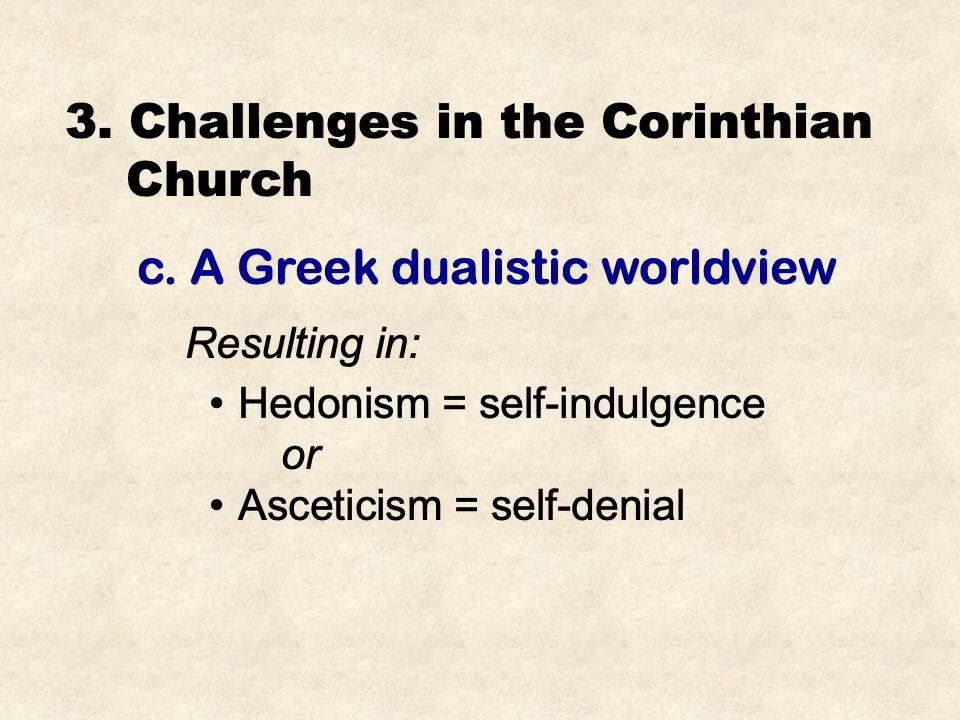 3. Challenges in the Corinthian
Church
c. A Greek dualistic worldview
Resulting in:
• Hedonism = self-indulgence
or
• Asceticism = self-denial